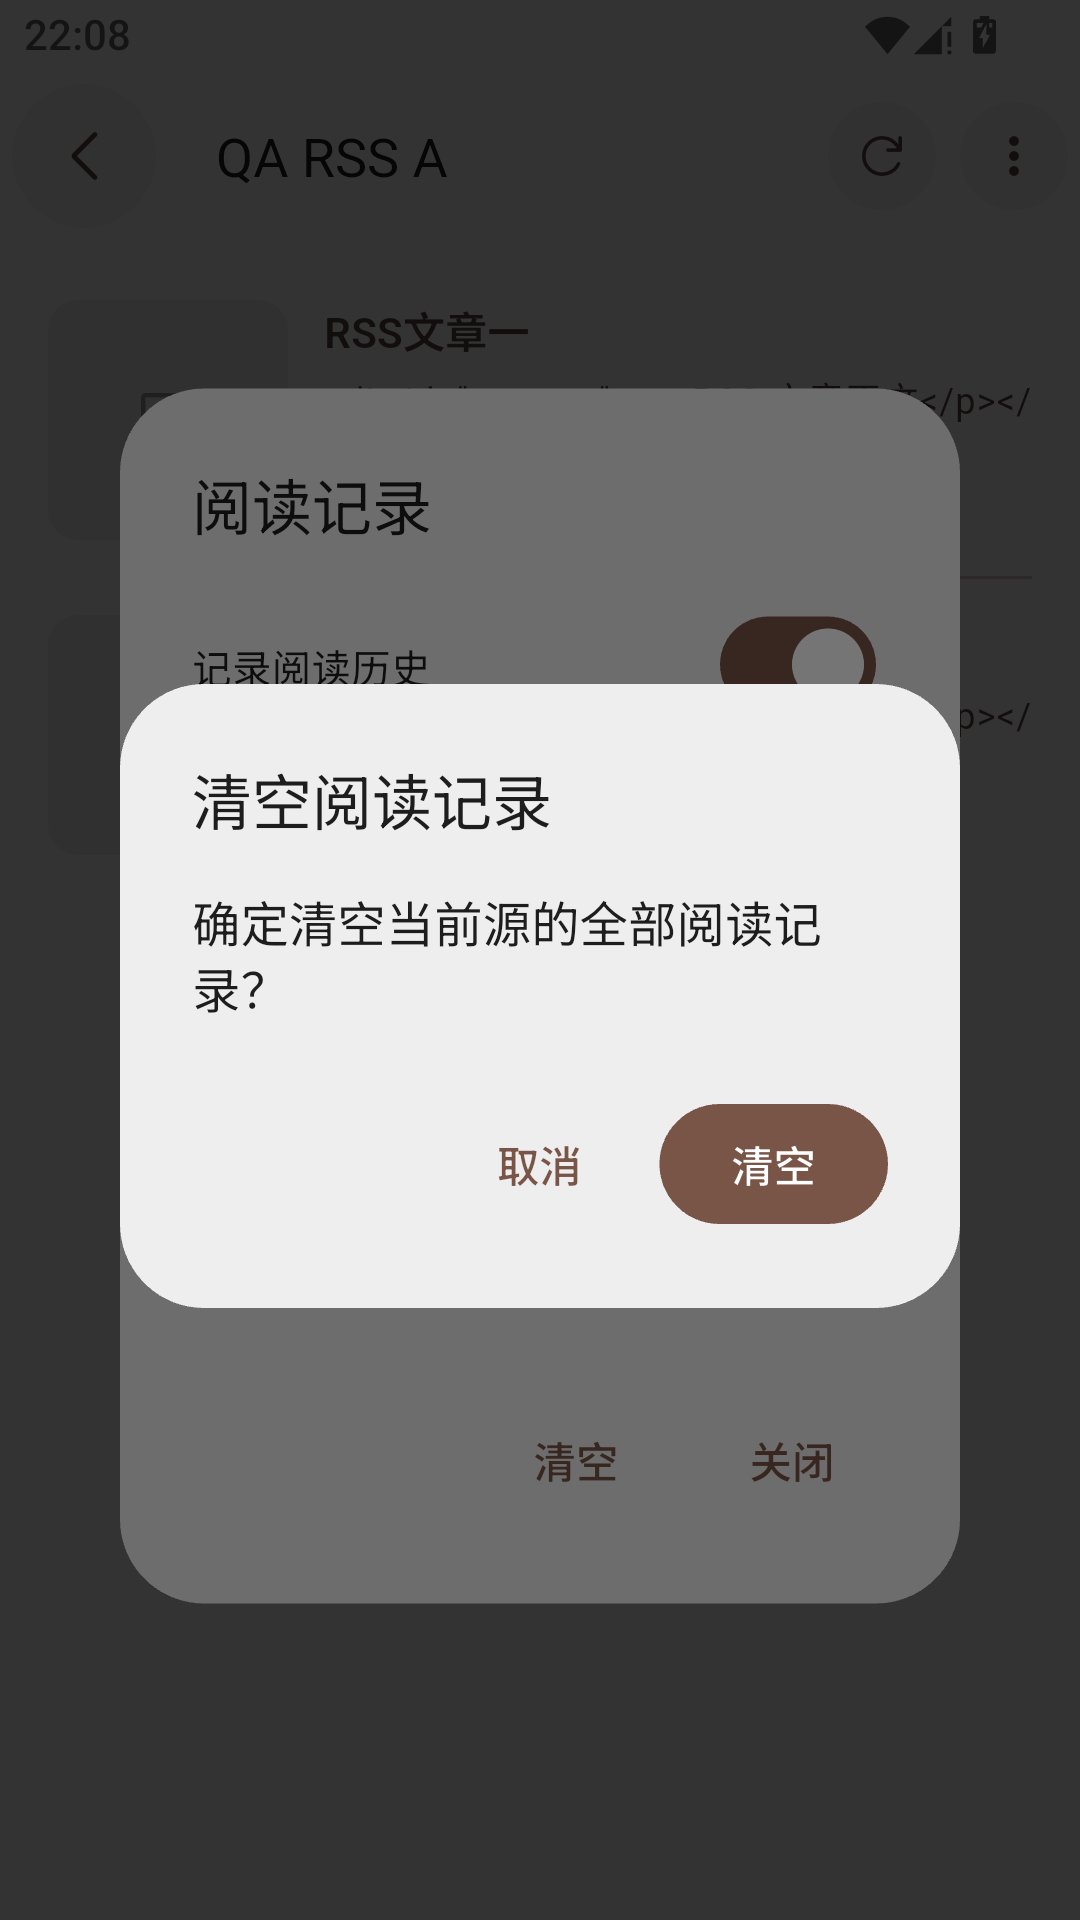 22:08
QA RSS A
RSS文章一
</p></
阅读记录
记录阅读历史
p></
清空阅读记录
确定清空当前源的全部阅读记
录？
取消
清空
清空
关闭